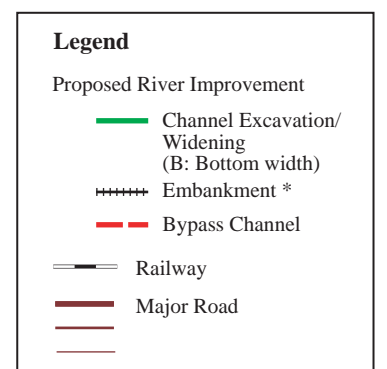 Legend
Proposed River Improvement
Channel Excavation/
Widening
(B: Bottom width)
Embankment *
Bypass Channel
Railway
Major Road